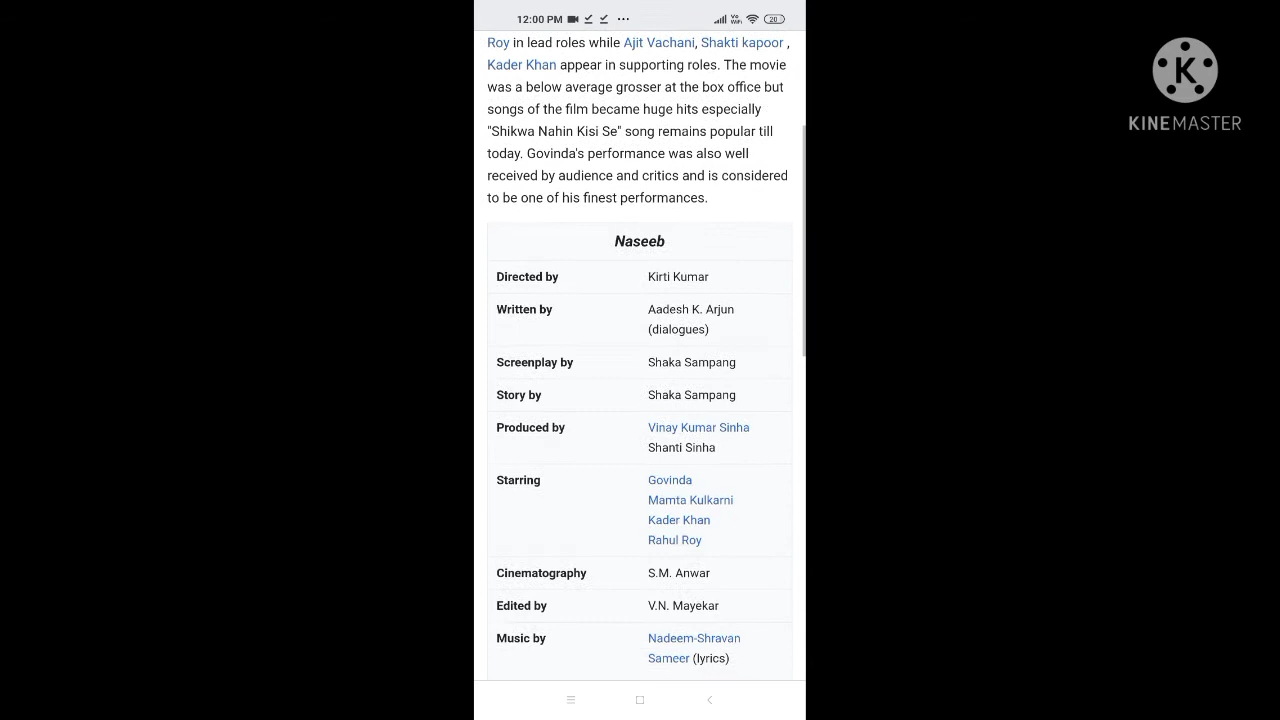 12:00 PM
Vo
WiFi
20
Roy in lead roles while Ajit Vachani, Shakti kapoor ,
Kader Khan appear in supporting roles. The movie
was a below average grosser at the box office but
songs of the film became huge hits especially
"Shikwa Nahin Kisi Se" song remains popular till
today. Govinda's performance was also well
received by audience and critics and is considered
to be one of his finest performances.
Naseeb
Directed by Kirti Kumar
Written by Aadesh K. Arjun
(dialogues)
Screenplay by Shaka Sampang
Story by Shaka Sampang
Produced by Vinay Kumar Sinha
Shanti Sinha
Starring Govinda
Mamta Kulkarni
Kader Khan
Rahul Roy
Cinematography S.M. Anwar
Edited by V.N. Mayekar
Music by Nadeem-Shravan
Sameer (lyrics)
K
KINEMASTER